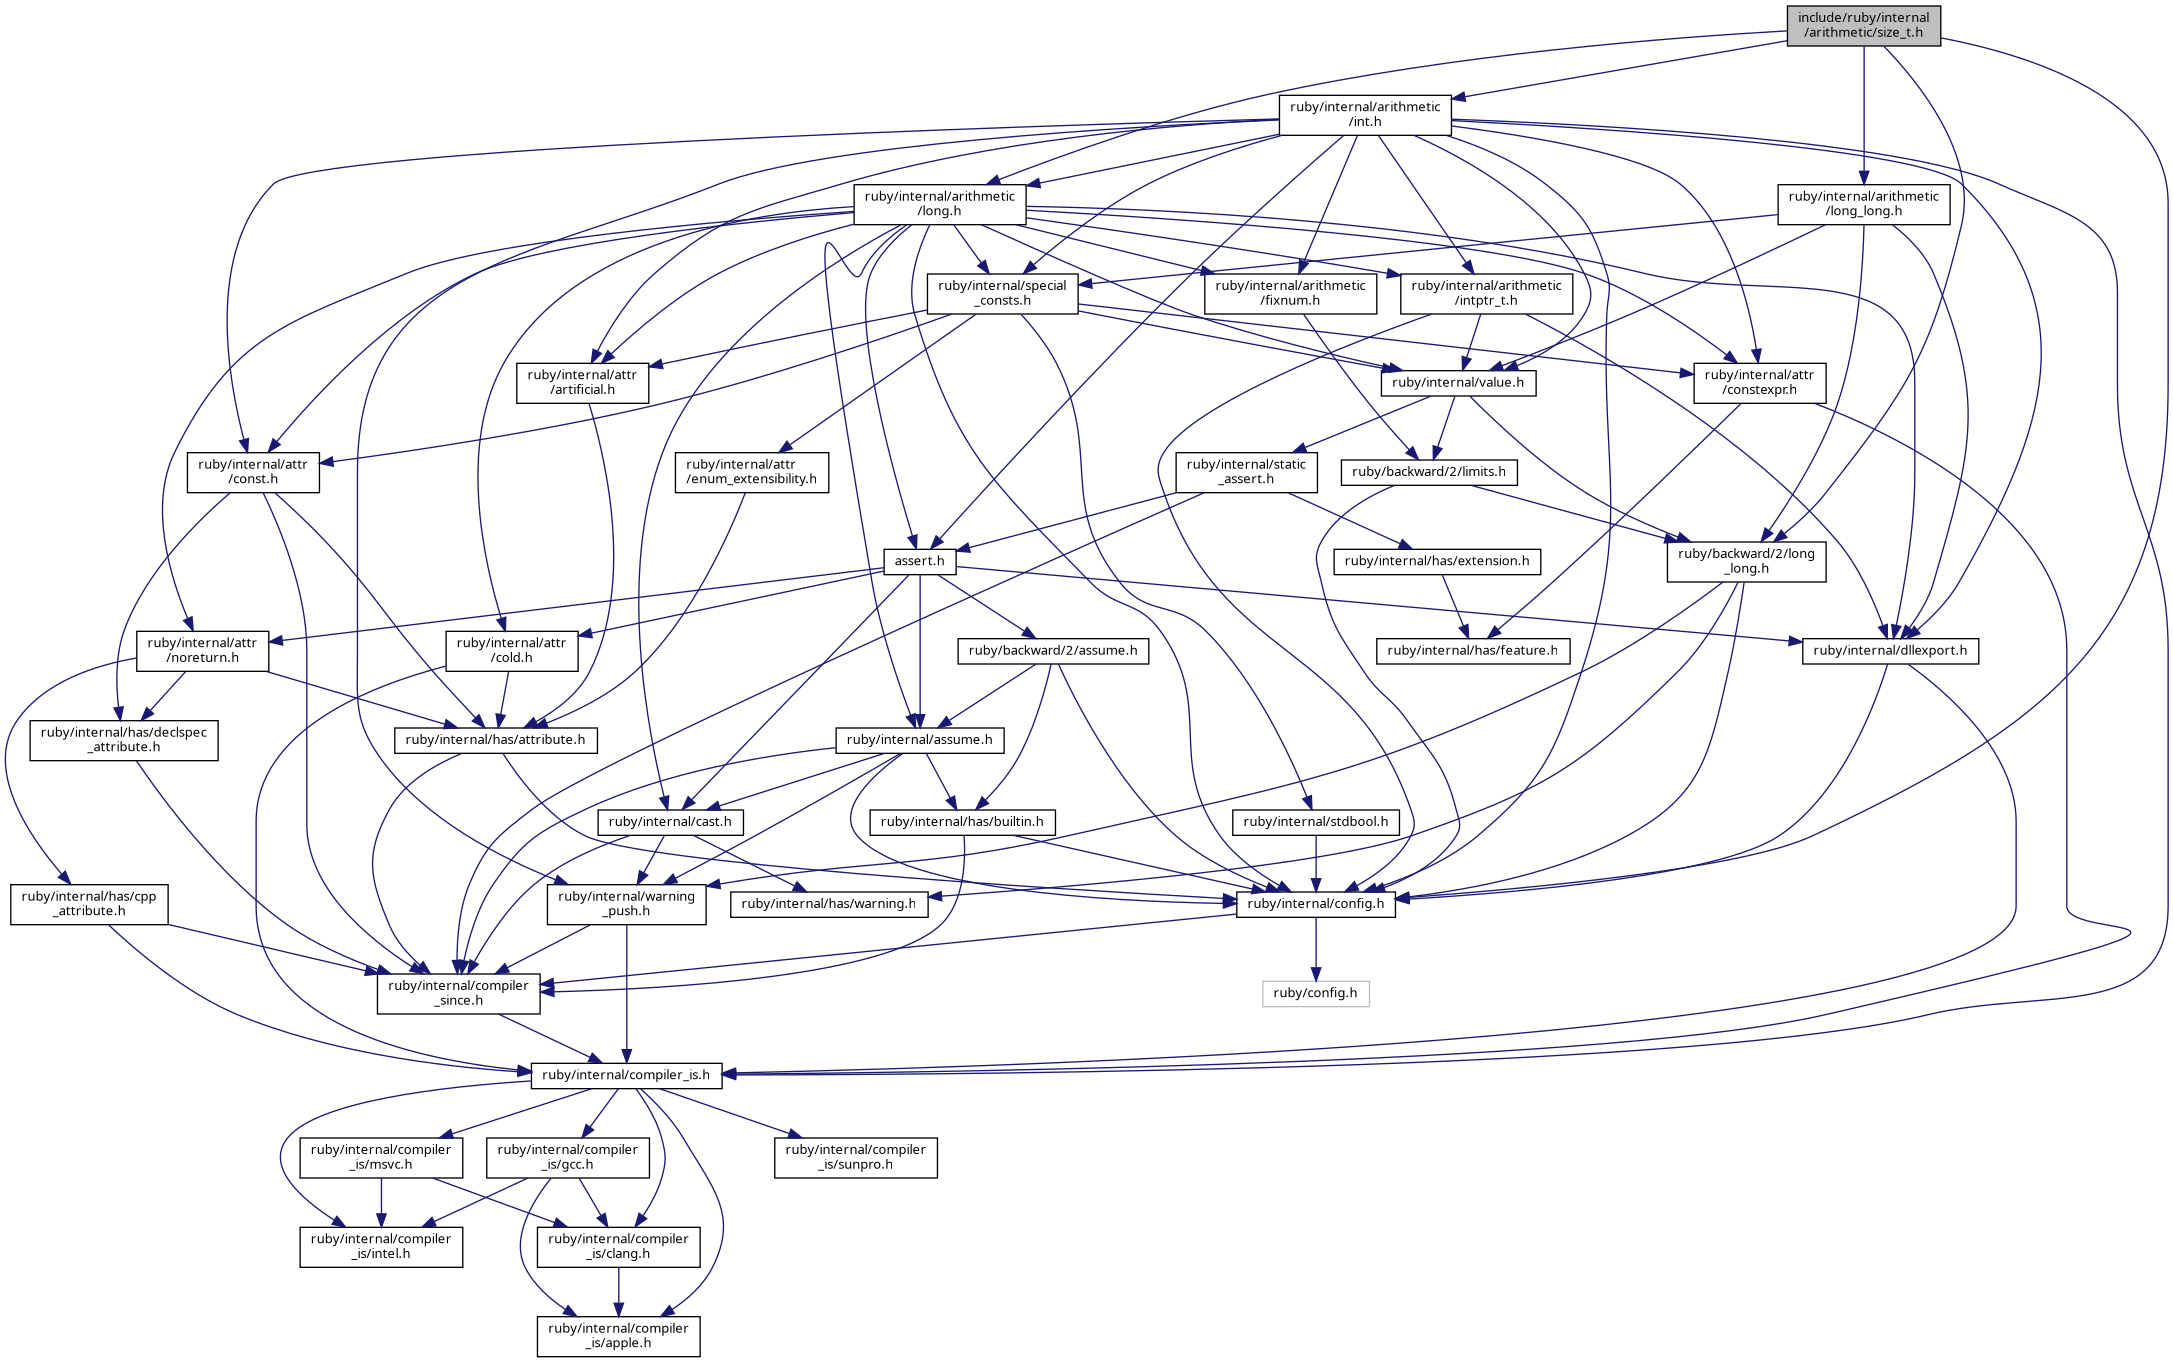 include/ruby/internal
/arithmetic/size_t.h
ruby/internal/arithmetic
/int.h
ruby/internal/arithmetic
/long.h
ruby/internal/arithmetic
/long_long.h
ruby/internal/special
_consts.h
ruby/internal/arithmetic
/fixnum.h
ruby/internal/arithmetic
/intptr_t.h
ruby/internal/attr
/artificial.h
ruby/internal/value.h
ruby/internal/attr
/constexpr.h
ruby/internal/attr
/const.h
ruby/internal/attr
/enum_extensibility.h
ruby/internal/static
_assert.h
ruby/backward/2/limits.h
assert.h
ruby/internal/has/extension.h
ruby/backward/2/long
_long.h
ruby/internal/attr
/noreturn.h
ruby/internal/attr
/cold.h
ruby/backward/2/assume.h
ruby/internal/has/feature.h
ruby/internal/dllexport.h
ruby/internal/has/declspec
_attribute.h
ruby/internal/has/attribute.h
ruby/internal/assume.h
ruby/internal/cast.h
ruby/internal/has/builtin.h
ruby/internal/stdbool.h
ruby/internal/has/cpp
_attribute.h
ruby/internal/warning
_push.h
ruby/internal/has/warning.h
ruby/internal/config.h
ruby/internal/compiler
_since.h
ruby/config.h
ruby/internal/compiler_is.h
ruby/internal/compiler
_is/msvc.h
ruby/internal/compiler
_is/gcc.h
ruby/internal/compiler
_is/sunpro.h
ruby/internal/compiler
_is/intel.h
ruby/internal/compiler
_is/clang.h
ruby/internal/compiler
_is/apple.h